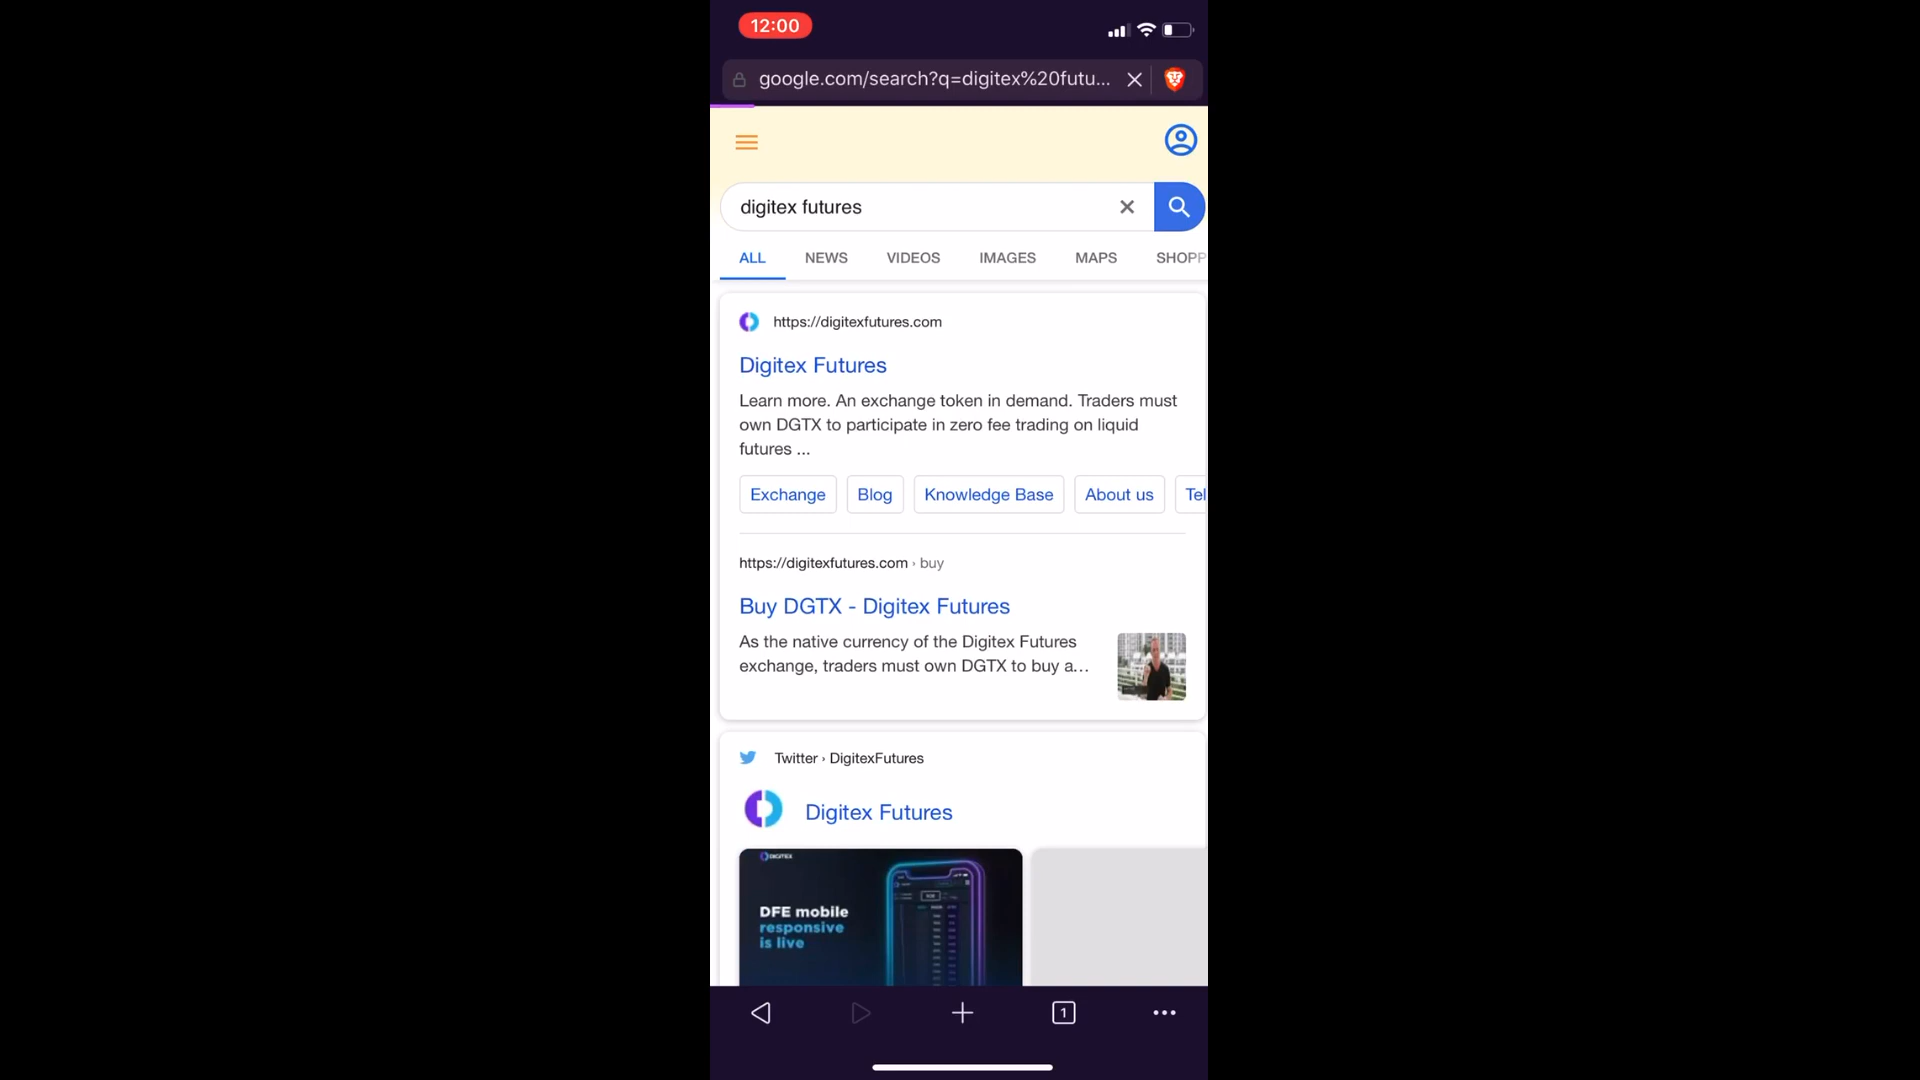 12:00
google.com/search?q=digitex%20futu...
digitex futures
ALL NEWS VIDEOS IMAGES MAPS SHOPP
https://digitexfutures.com
Digitex Futures
Learn more. An exchange token in demand. Traders must
own DGTX to participate in zero fee trading on liquid
futures ...
Exchange Blog Knowledge Base About us Tel
https://digitexfutures.com › buy
Buy DGTX - Digitex Futures
As the native currency of the Digitex Futures
exchange, traders must own DGTX to buy a...
Twitter › DigitexFutures
Digitex Futures
DIGITEX
DFE mobile
responsive
is live
1